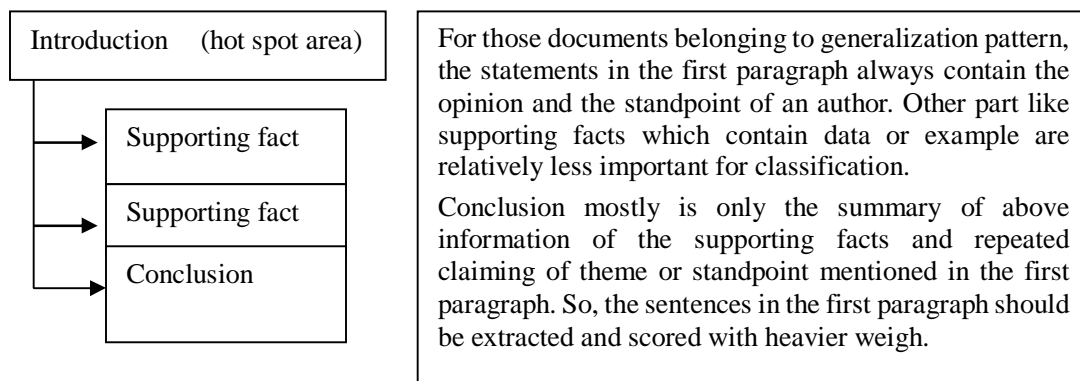 Introduction (hot spot area)
Supporting fact
Supporting fact
Conclusion
For those documents belonging to generalization pattern,
the statements in the first paragraph always contain the
opinion and the standpoint of an author. Other part like
supporting facts which contain data or example are
relatively less important for classification.
Conclusion mostly is only the summary of above
information of the supporting facts and repeated
claiming of theme or standpoint mentioned in the first
paragraph. So, the sentences in the first paragraph should
be extracted and scored with heavier weigh.